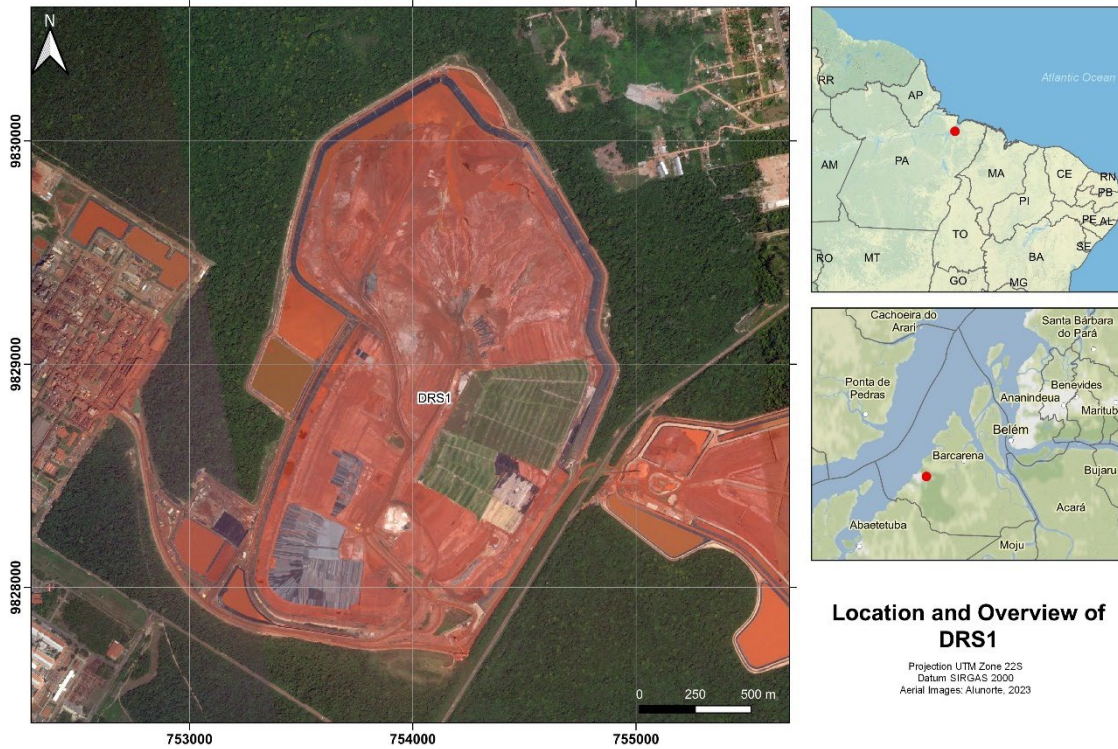 N
9830000
9829000
9828000
753000
754000
755000
DRS1
0 250 500 m
Atlantic Ocean
RR
AP
AM
PA
MA
CE
RN
PB
PI
PE
AL
TO
SE
RO
MT
BA
GO
MG
Cachoeira do
Arari
Santa Bárbara
do Pará
Ponta de
Pedras
Benevides
Ananindeua
Maritub
Belém
Barcarena
Bujaru
Acará
Abaetetuba
Moju
Location and Overview of
DRS1
Projection UTM Zone 22S
Datum SIRGAS 2000
Aerial Images: Alunorte, 2023